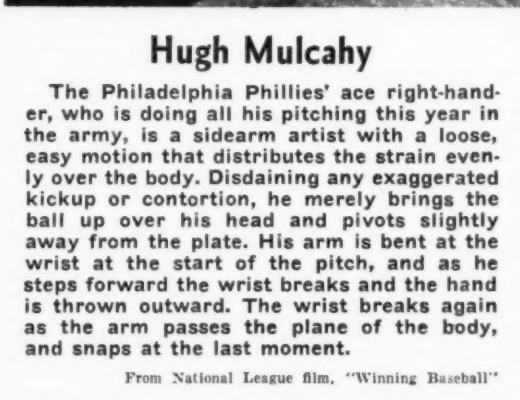 Hugh Mulcahy
The Philadelphia Phillies' ace right-hand-
er, who is doing all his pitching this year in
the army, is a sidearm artist with a loose,
easy motion that distributes the strain even-
ly over the body. Disdaining any exaggerated
kickup or contortion, he merely brings the
ball up over his head and pivots slightly
away from the plate. His arm is bent at the
wrist at the start of the pitch, and as he
steps forward the wrist breaks and the hand
is thrown outward. The wrist breaks again
as the arm passes the plane of the body,
and snaps at the last moment.
From National League film, "Winning Baseball"